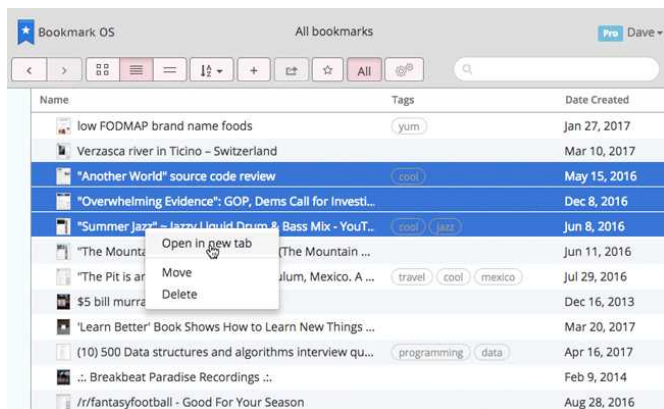 Bookmark OS All bookmarks Pro Dave
All
Name Tags Date Created
low FODMAP brand name foods yum Jan 27, 2017
Verzasca river in Ticino – Switzerland Mar 10, 2017
"Another World" source code review cool May 15, 2016
"Overwhelming Evidence": GOP, Dems Call for Investi... Dec 8, 2016
"Summer Jazz" ~ Jazzy Liquid Drum & Bass Mix - YouT.. cool jazz Jun 8, 2016
Open in new tab
"The Mounta (The Mountain ... Jun 11, 2016
Move
"The Pit is ar ulum, Mexico. A ... travel cool mexico Jul 29, 2016
Delete
$5 bill murra Dec 16, 2013
'Learn Better' Book Shows How to Learn New Things ... Mar 20, 2017
(10) 500 Data structures and algorithms interview qu... programming data Apr 16, 2017
.:. Breakbeat Paradise Recordings .:. Feb 9, 2014
/r/fantasyfootball - Good For Your Season Aug 28, 2016